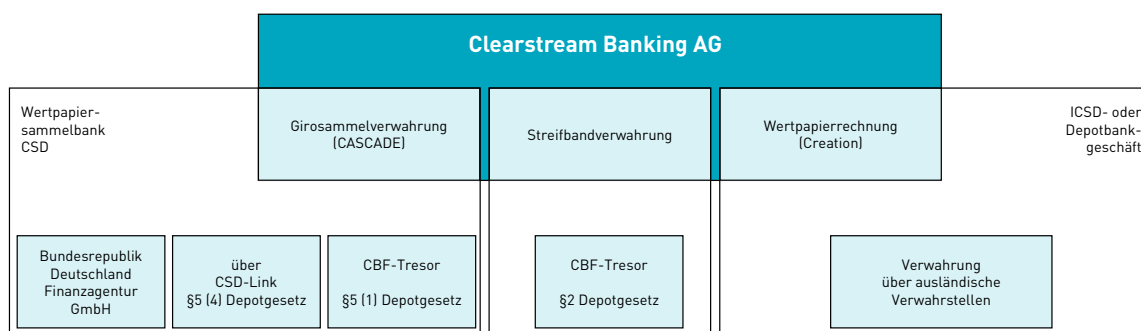 Clearstream Banking AG
Wertpapier-
sammelbank
CSD
Girosammelverwahrung
(CASCADE)
Streifbandverwahrung
Wertpapierrechnung
(Creation)
ICSD- oder
Depotbank-
geschäft
Bundesrepublik
Deutschland
Finanzagentur
GmbH
über
CSD-Link
§5 (4) Depotgesetz
CBF-Tresor
§5 (1) Depotgesetz
CBF-Tresor
§2 Depotgesetz
Verwahrung
über ausländische
Verwahrstellen